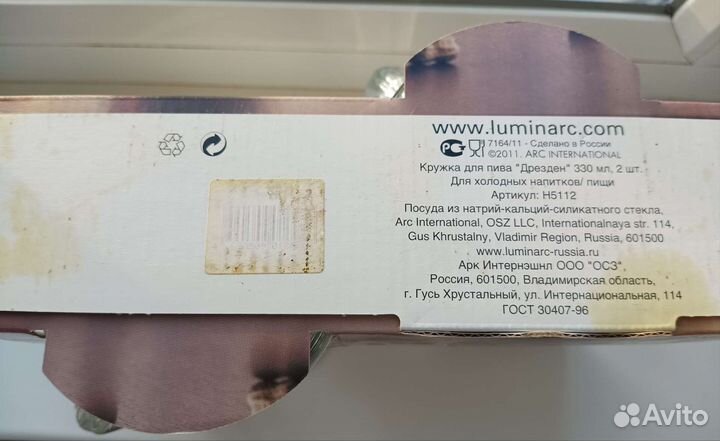 www.luminarc.com
PC 7164/11 - Сделано в России
©2011. ARC INTERNATIONAL
Кружка для пива "Дрезден" 330 мл, 2 шт.
Для холодных напитков/ пищи
Артикул: H5112
Посуда из натрий-кальций-силикатного стекла,
Arc International, OSZ LLC, Internationalnaya str. 114,
Gus Khrustalny, Vladimir Region, Russia, 601500
www.luminarc-russia.ru
Арк Интернэшнл ООО "ОСЗ",
Россия, 601500, Владимирская область,
г. Гусь Хрустальный, ул. Интернациональная, 114
ГОСТ 30407-96
Avito